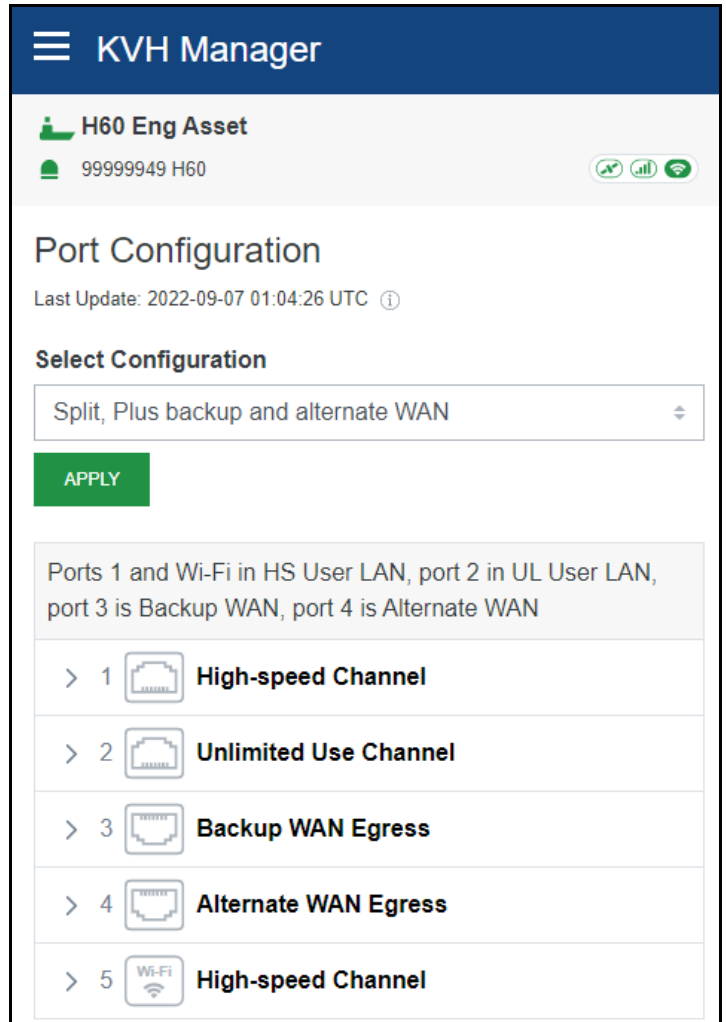 KVH Manager
H60 Eng Asset
99999949 H60
Port Configuration
Last Update: 2022-09-07 01:04:26 UTC
Select Configuration
Split, Plus backup and alternate WAN
APPLY
Ports 1 and Wi-Fi in HS User LAN, port 2 in UL User LAN,
port 3 is Backup WAN, port 4 is Alternate WAN
1 High-speed Channel
2 Unlimited Use Channel
3 Backup WAN Egress
4 Alternate WAN Egress
5 Wi-Fi High-speed Channel